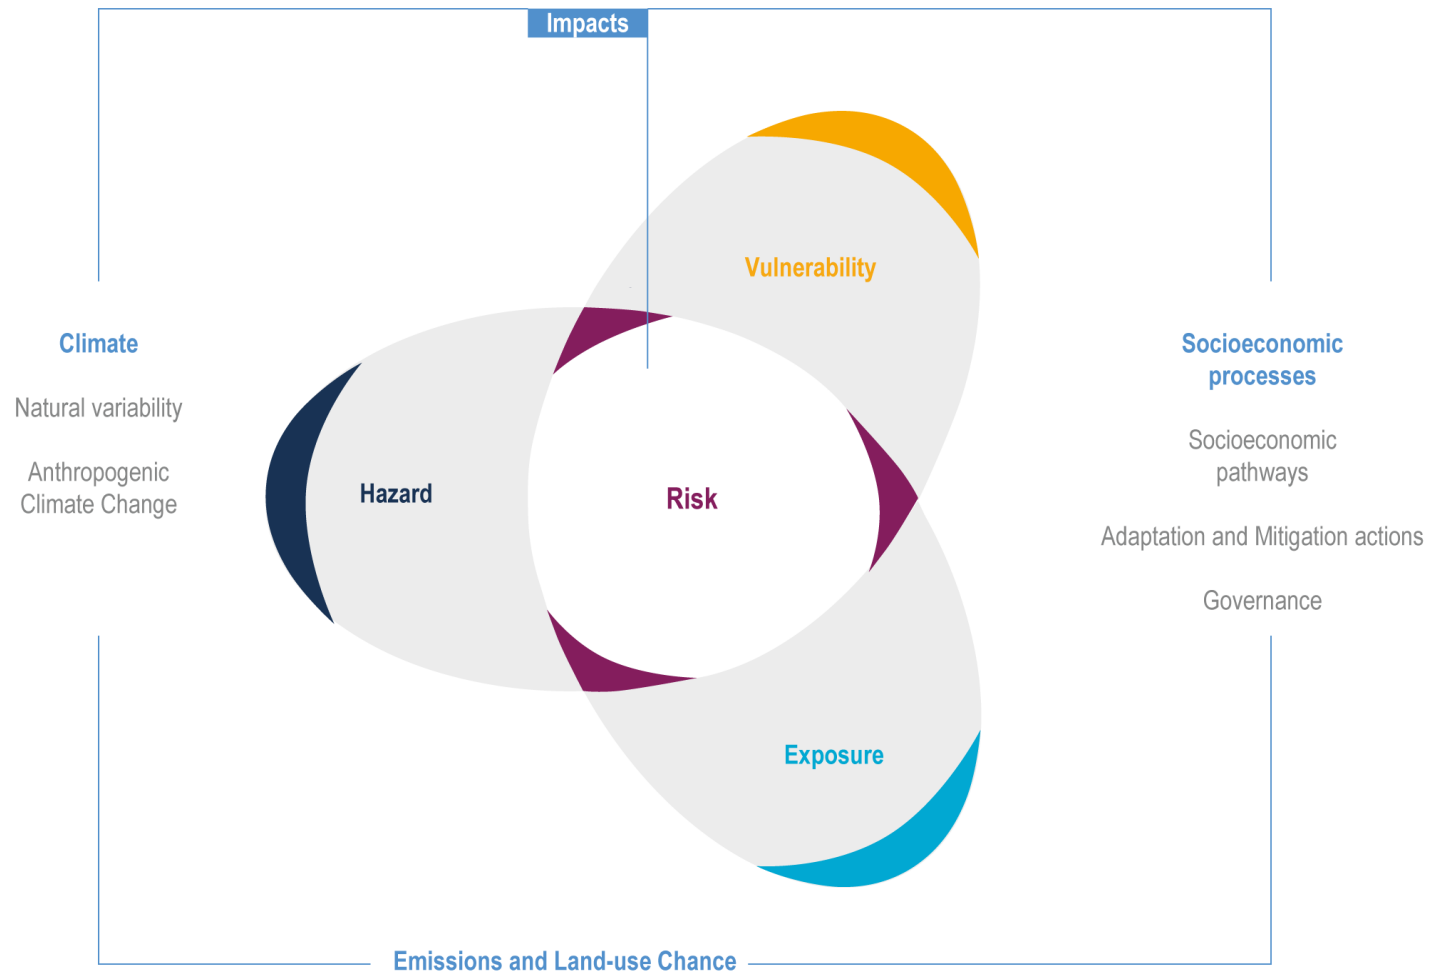 Impacts
Vulnerability
Climate
Natural variability
Anthropogenic
Climate Change
Hazard
Risk
Socioeconomic
processes
Socioeconomic
pathways
Adaptation and Mitigation actions
Governance
Exposure
Emissions and Land-use Chance